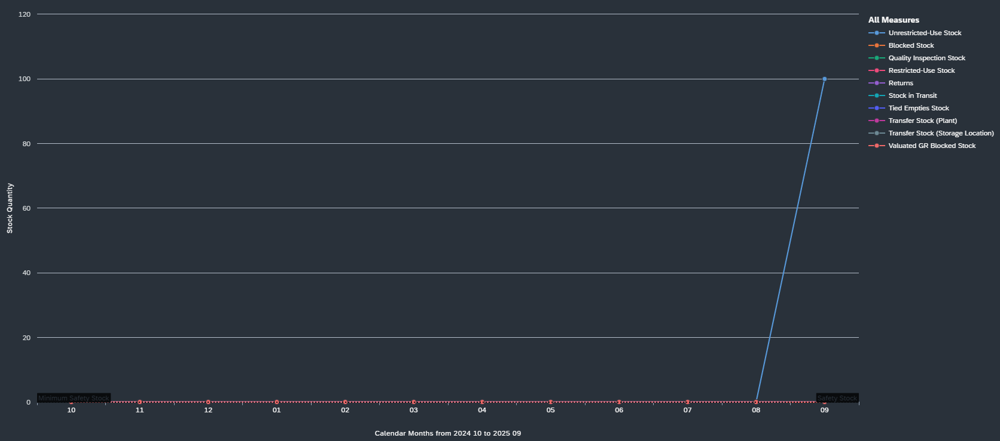 120
100
80
60
40
20
0
Stock Quantity
Minimum Safety Stock
Safety Stock
10 11 12 01 02 03 04 05 06 07 08 09
Calendar Months from 2024 10 to 2025 09
All Measures
Unrestricted-Use Stock
Blocked Stock
Quality Inspection Stock
Restricted-Use Stock
Returns
Stock in Transit
Tied Empties Stock
Transfer Stock (Plant)
Transfer Stock (Storage Location)
Valuated GR Blocked Stock